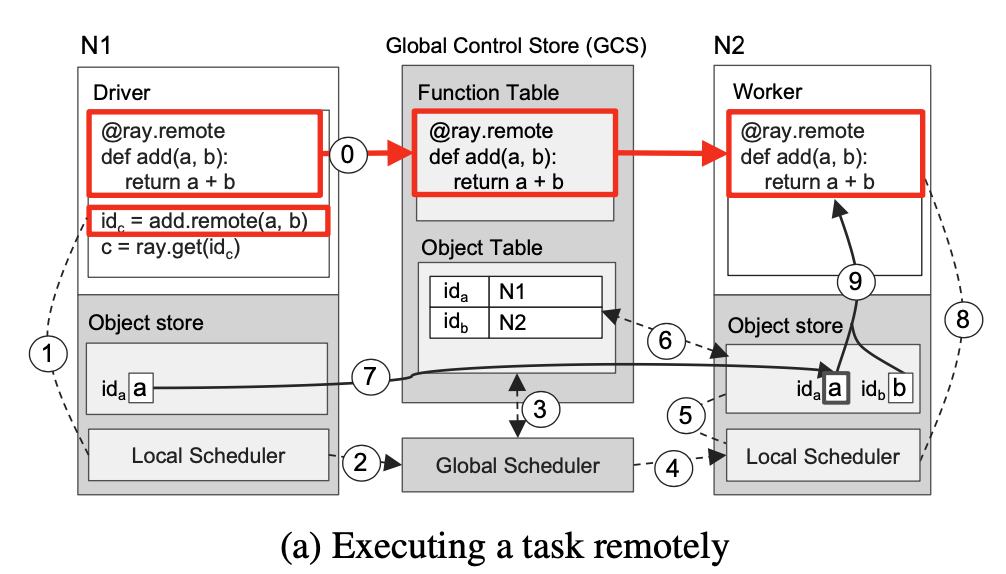 N1
Global Control Store (GCS)
N2
Driver
@ray.remote
def add(a, b):
return a + b
id_c = add.remote(a, b)
c = ray.get(id_c)
0
Function Table
@ray.remote
def add(a, b):
return a + b
Worker
@ray.remote
def add(a, b):
return a + b
Object Table
id_a N1
id_b N2
9
1
6
8
Object store
id_a a
7
Object store
id_a a id_b b
3
5
Local Scheduler
2
Global Scheduler
4
Local Scheduler
(a) Executing a task remotely